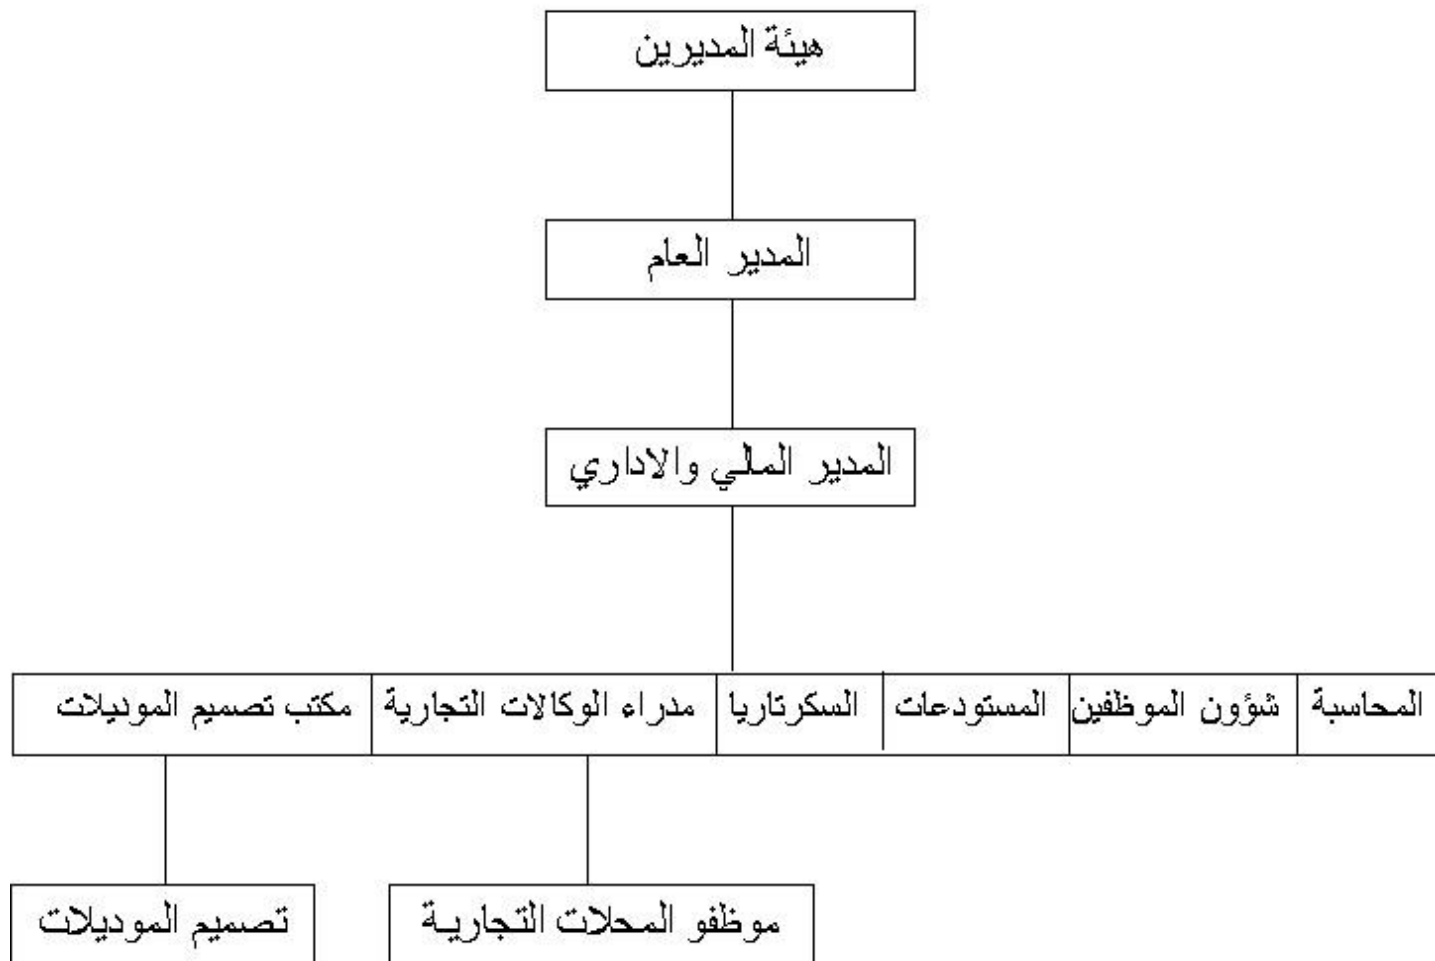 هيئة المديرين
المدير العام
المدير المالي والاداري
المحاسبة
شؤون الموظفين
المستودعات
السكرتاريا
مدراء الوكالات التجارية
مكتب تصميم الموديلات
موظفو المحلات التجارية
تصميم الموديلات